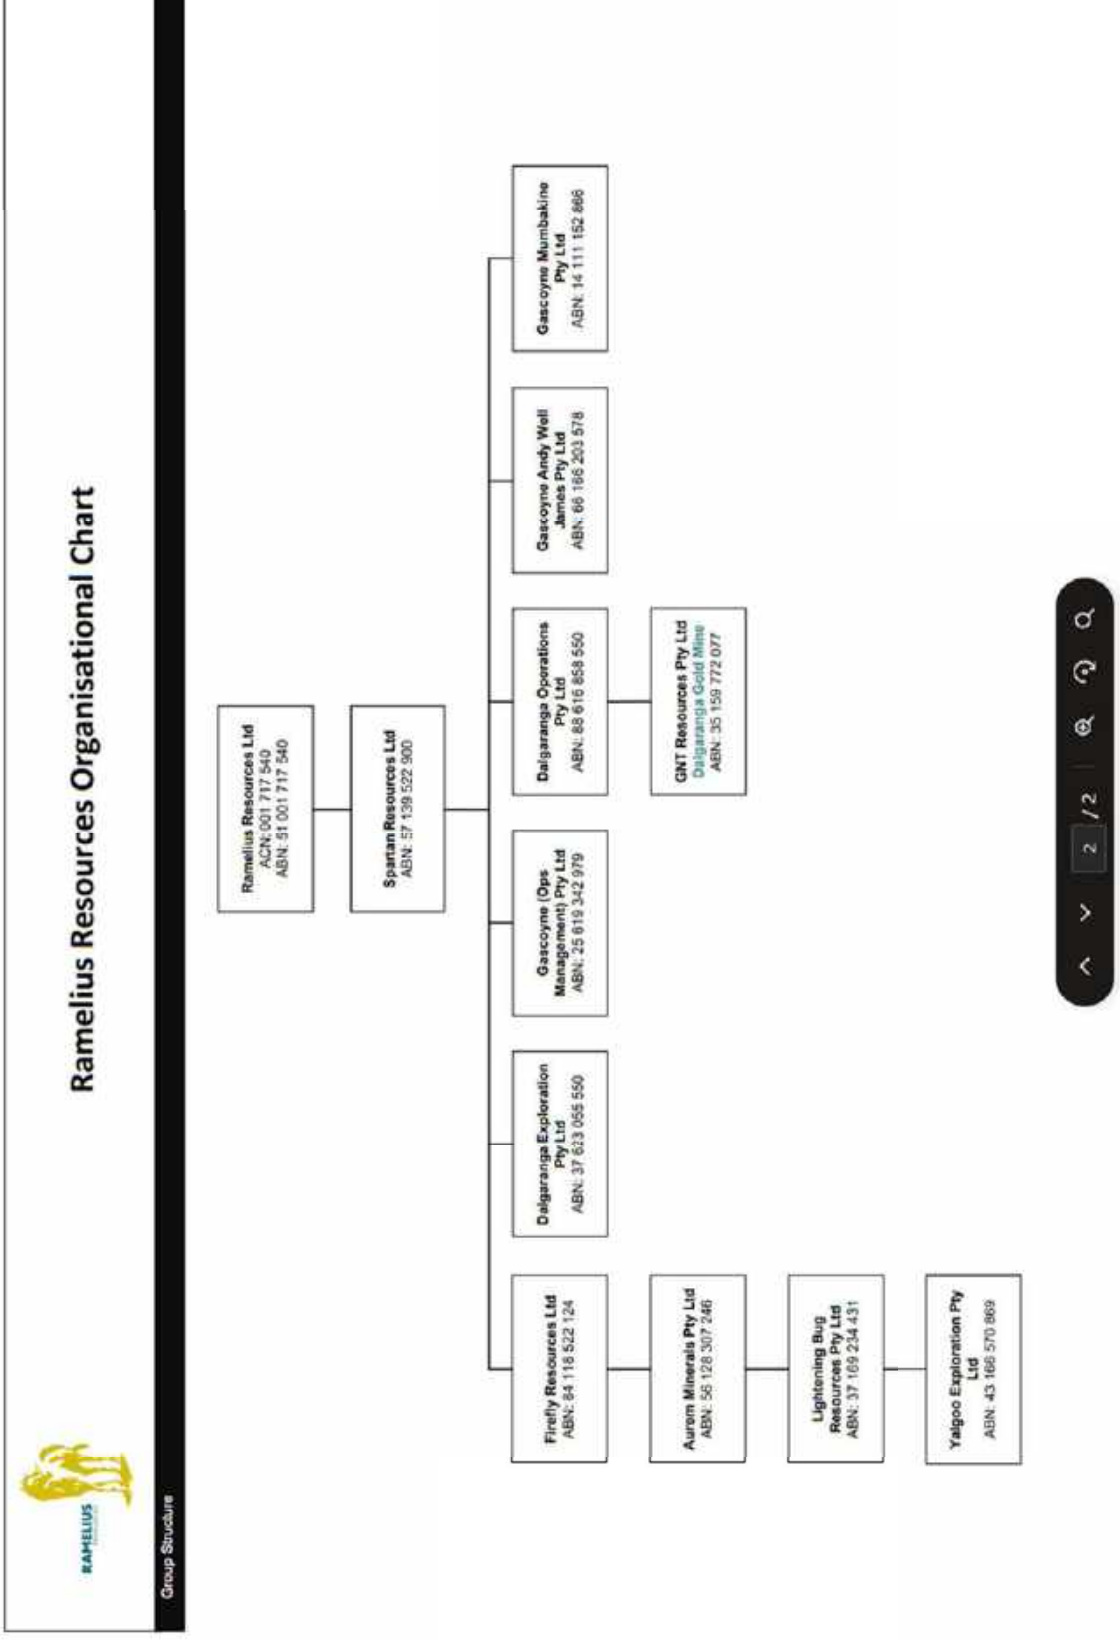 RAMELIUS
Ramelius Resources Organisational Chart
Group Structure
Ramelius Resources Ltd
ACN: 001 717 540
ABN: 51 001 717 540
Spartan Resources Ltd
ABN: 57 139 522 900
Firefly Resources Ltd
ABN: 84 118 522 124
Dalgaranga Exploration
Pty Ltd
ABN: 37 623 055 550
Gascoyne (Ops
Management) Pty Ltd
ABN: 25 619 342 979
Dalgaranga Operations
Pty Ltd
ABN: 88 616 858 550
Gascoyne Andy Well
James Pty Ltd
ABN: 66 166 203 578
Gascoyne Mumbakine
Pty Ltd
ABN: 14 111 152 866
Aurom Minerals Pty Ltd
ABN: 56 128 307 246
GNT Resources Pty Ltd
Dalgaranga Gold Mine
ABN: 35 159 772 077
Lightening Bug
Resources Pty Ltd
ABN: 37 169 234 431
Yalgoo Exploration Pty
Ltd
ABN: 43 166 570 869
2 / 2